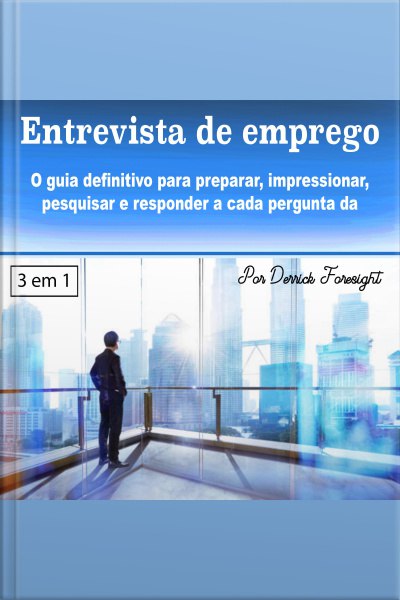 Entrevista de emprego
O guia definitivo para preparar, impressionar,
pesquisar e responder a cada pergunta da
3 em 1
Por Derrick Foresight